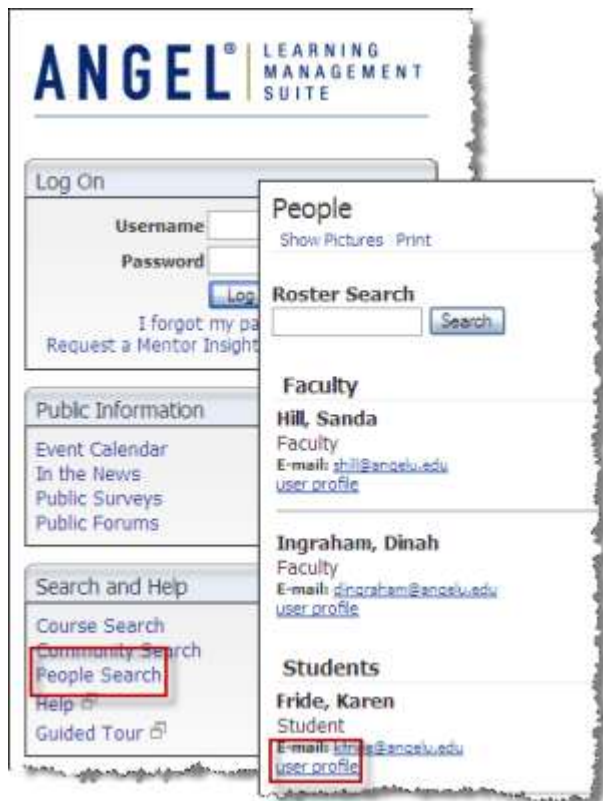 ANGEL® LEARNING
MANAGEMENT
SUITE
Log On
Username
Password
Log
I forgot my pa
Request a Mentor Insight
Public Information
Event Calendar
In the News
Public Surveys
Public Forums
Search and Help
Course Search
Community Search
People Search
Help
Guided Tour
People
Show Pictures Print
Roster Search
Search
Faculty
Hill, Sanda
Faculty
E-mail: shill@angelu.edu
user profile
Ingraham, Dinah
Faculty
E-mail: dingraham@angelu.edu
user profile
Students
Fride, Karen
Student
E-mail: kfride@angelu.edu
user profile